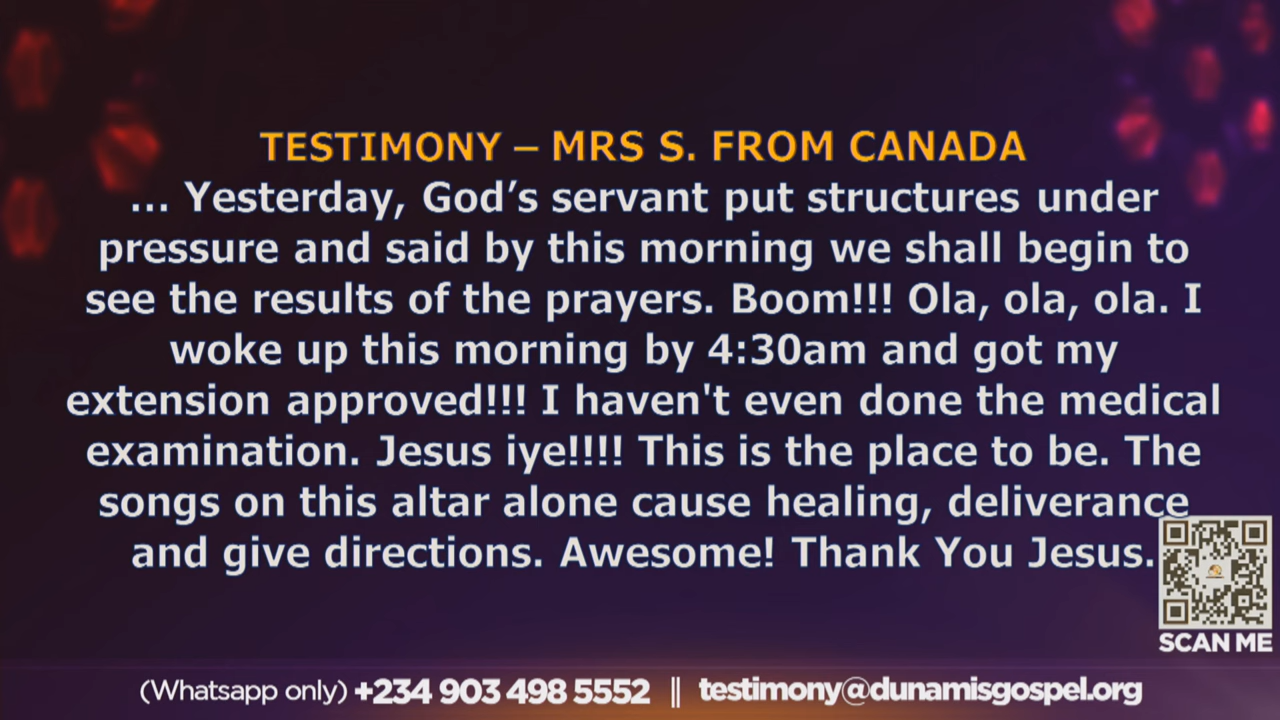 TESTIMONY – MRS S. FROM CANADA
... Yesterday, God’s servant put structures under
pressure and said by this morning we shall begin to
see the results of the prayers. Boom!!! Ola, ola, ola. I
woke up this morning by 4:30am and got my
extension approved!!! I haven't even done the medical
examination. Jesus iye!!!! This is the place to be. The
songs on this altar alone cause healing, deliverance
and give directions. Awesome! Thank You Jesus.
SCAN ME
(Whatsapp only) +234 903 498 5552 || testimony@dunamisgospel.org